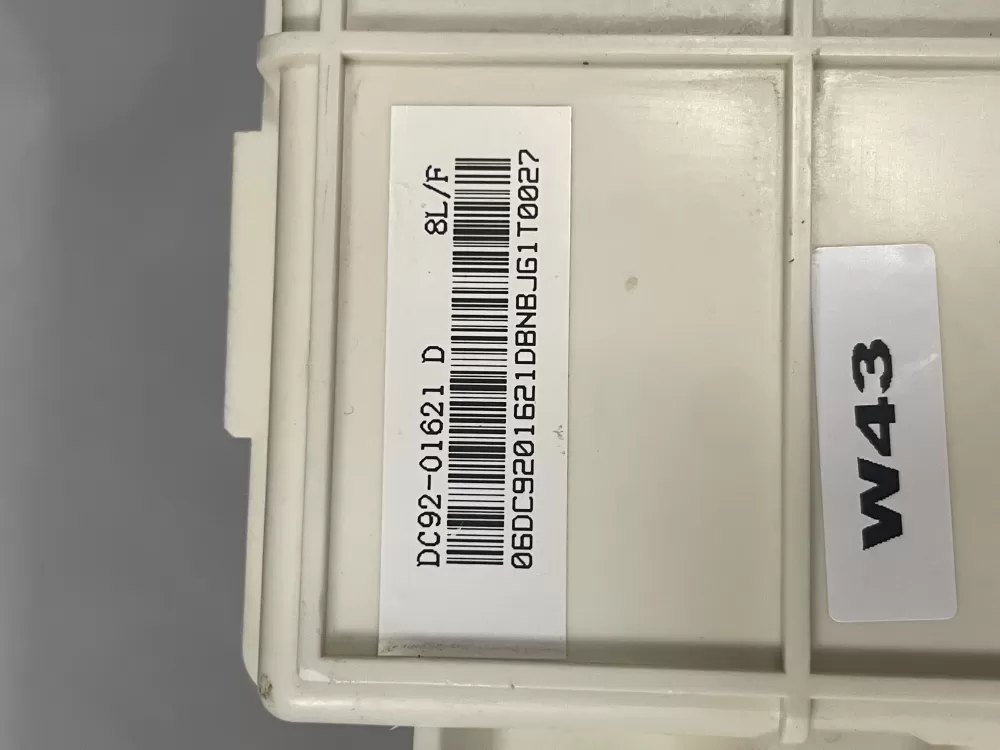 DC92-01621 D 8L/F
06DC9201621DBNBJG1T0027
W43